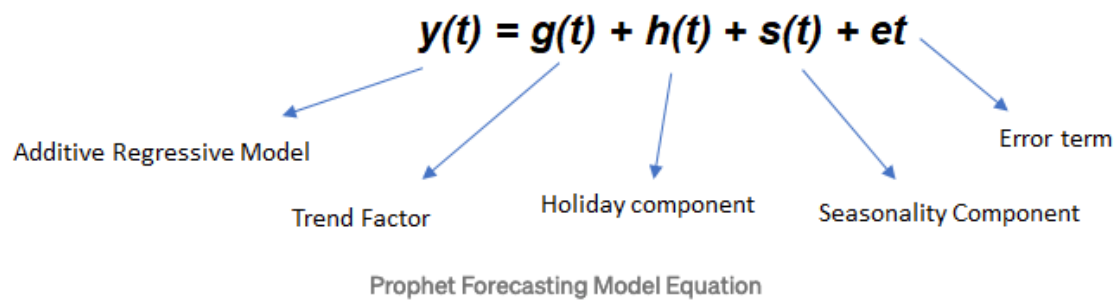 y(t) = g(t) + h(t) + s(t) + et
Additive Regressive Model
Error term
Trend Factor
Holiday component
Seasonality Component
Prophet Forecasting Model Equation